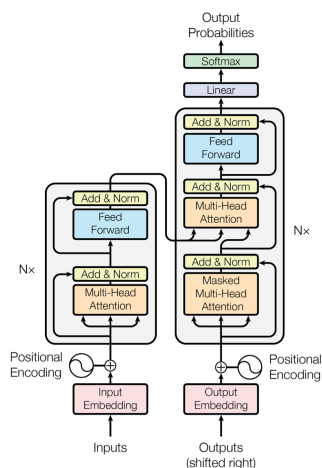 Output
Probabilities
Softmax
Linear
Add & Norm
Feed
Forward
Add & Norm
Multi-Head
Attention
Nx
Add & Norm
Masked
Multi-Head
Attention
Add & Norm
Feed
Forward
Nx
Add & Norm
Multi-Head
Attention
Positional
Encoding
Positional
Encoding
Input
Embedding
Output
Embedding
Inputs
Outputs
(shifted right)